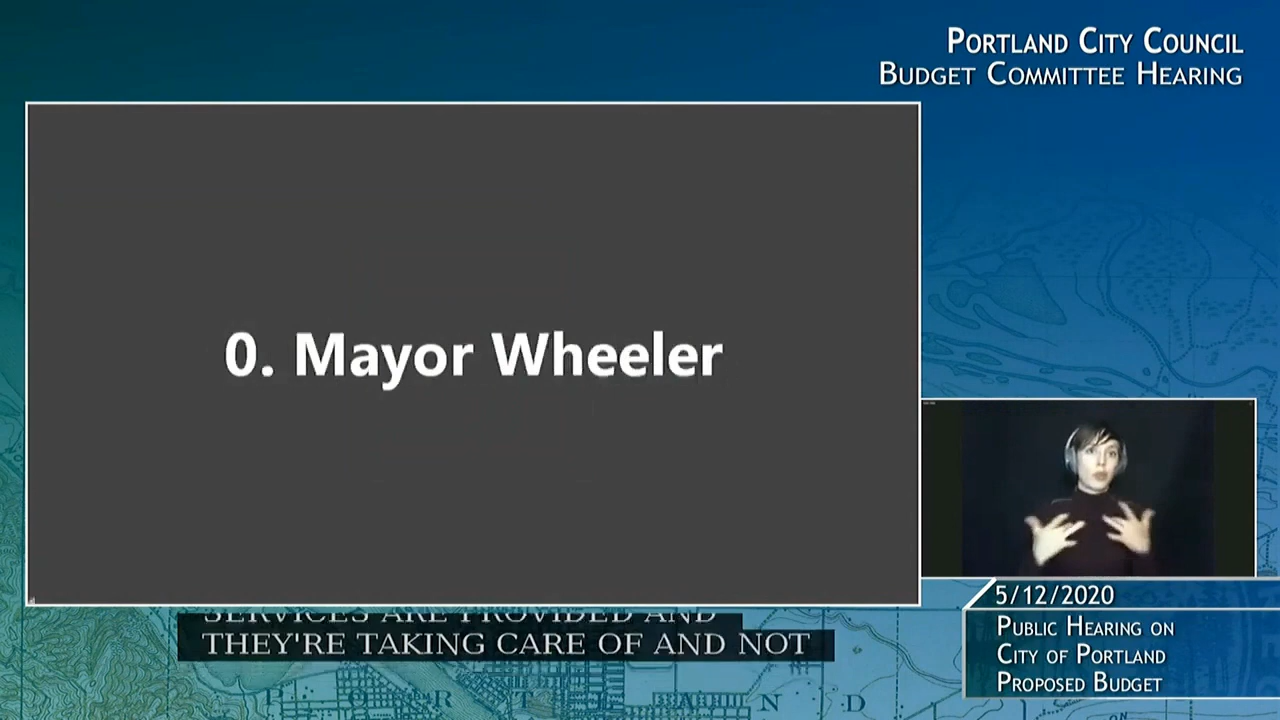 PORTLAND CITY COUNCIL
BUDGET COMMITTEE HEARING
0. Mayor Wheeler
SERVICES ARE PROVIDED AND
THEY'RE TAKING CARE OF AND NOT
5/12/2020
PUBLIC HEARING ON
CITY OF PORTLAND
PROPOSED BUDGET
P O R T L A N D